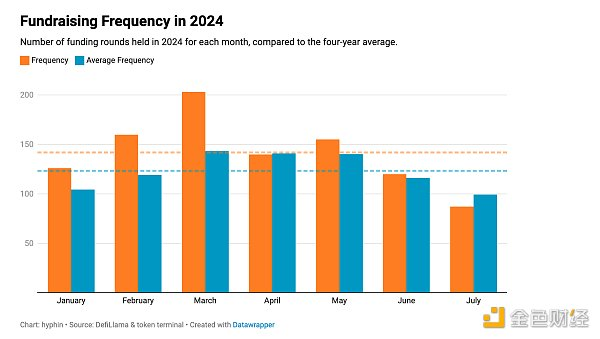 Fundraising Frequency in 2024
Number of funding rounds held in 2024 for each month, compared to the four-year average.
Frequency Average Frequency
200
150
100
50
January February March April May June July
Chart: hyphin • Source: DefiLlama & token terminal • Created with Datawrapper
金色财经